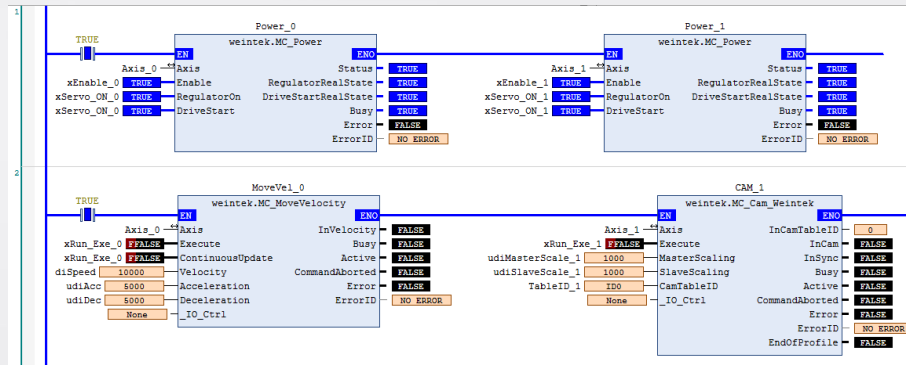 1
Power_0 Power_1
TRUE weintek.MC_Power weintek.MC_Power
EN ENO EN ENO
Axis_0 Axis Status TRUE Axis_1 Axis Status TRUE
xEnable_0 TRUE Enable RegulatorRealState TRUE xEnable_1 TRUE Enable RegulatorRealState TRUE
xServo_ON_0 TRUE RegulatorOn DriveStartRealState TRUE xServo_ON_1 TRUE RegulatorOn DriveStartRealState TRUE
xServo_ON_0 TRUE DriveStart Busy TRUE xServo_ON_1 TRUE DriveStart Busy TRUE
Error FALSE Error FALSE
ErrorID NO ERROR ErrorID NO ERROR
2
MoveVel_0 CAM_1
TRUE weintek.MC_MoveVelocity weintek.MC_Cam_Weintek
EN ENO EN ENO
Axis_0 Axis InVelocity FALSE Axis_1 Axis InCamTableID 0
xRun_Exe_0 FFALSE Execute Busy FALSE xRun_Exe_1 FFALSE Execute InCam FALSE
xRun_Exe_0 FFALSE ContinuousUpdate Active FALSE udiMasterScale_1 1000 MasterScaling InSync FALSE
diSpeed 10000 Velocity CommandAborted FALSE udiSlaveScale_1 1000 SlaveScaling Busy FALSE
udiAcc 5000 Acceleration Error FALSE TableID_1 ID0 CamTableID Active FALSE
udiDec 5000 Deceleration ErrorID NO ERROR None _IO_Ctrl CommandAborted FALSE
None _IO_Ctrl Error FALSE
ErrorID NO ERROR
EndOfProfile FALSE